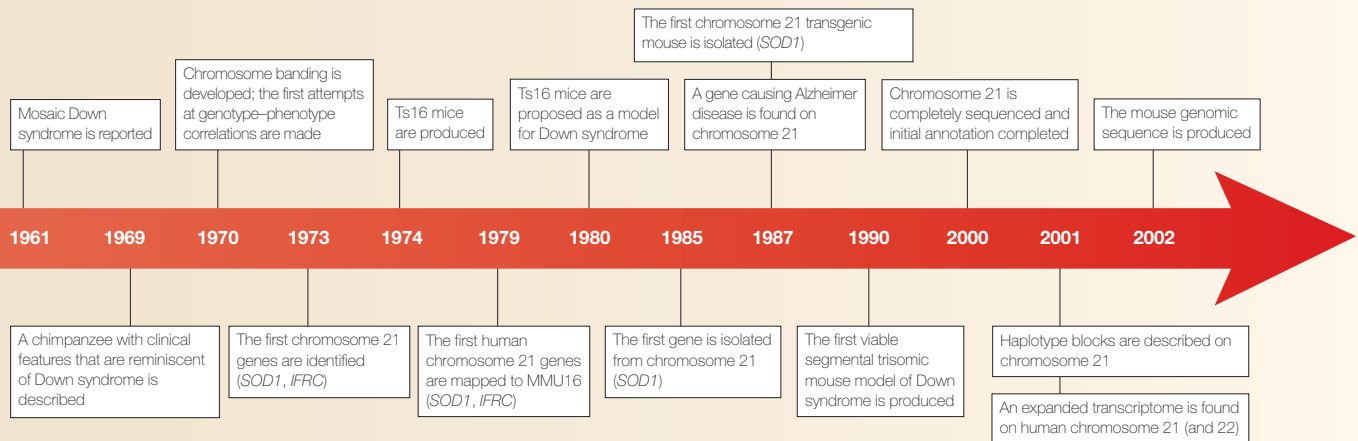 The first chromosome 21 transgenic
mouse is isolated (SOD1)
Mosaic Down
syndrome is reported
Chromosome banding is
developed; the first attempts
at genotype–phenotype
correlations are made
Ts16 mice
are produced
Ts16 mice are
proposed as a model
for Down syndrome
A gene causing Alzheimer
disease is found on
chromosome 21
Chromosome 21 is
completely sequenced and
initial annotation completed
The mouse genomic
sequence is produced
1961 1969 1970 1973 1974 1979 1980 1985 1987 1990 2000 2001 2002
A chimpanzee with clinical
features that are reminiscent
of Down syndrome is
described
The first chromosome 21
genes are identified
(SOD1, IFRC)
The first human
chromosome 21 genes
are mapped to MMU16
(SOD1, IFRC)
The first gene is isolated
from chromosome 21
(SOD1)
The first viable
segmental trisomic
mouse model of Down
syndrome is produced
Haplotype blocks are described on
chromosome 21
An expanded transcriptome is found
on human chromosome 21 (and 22)